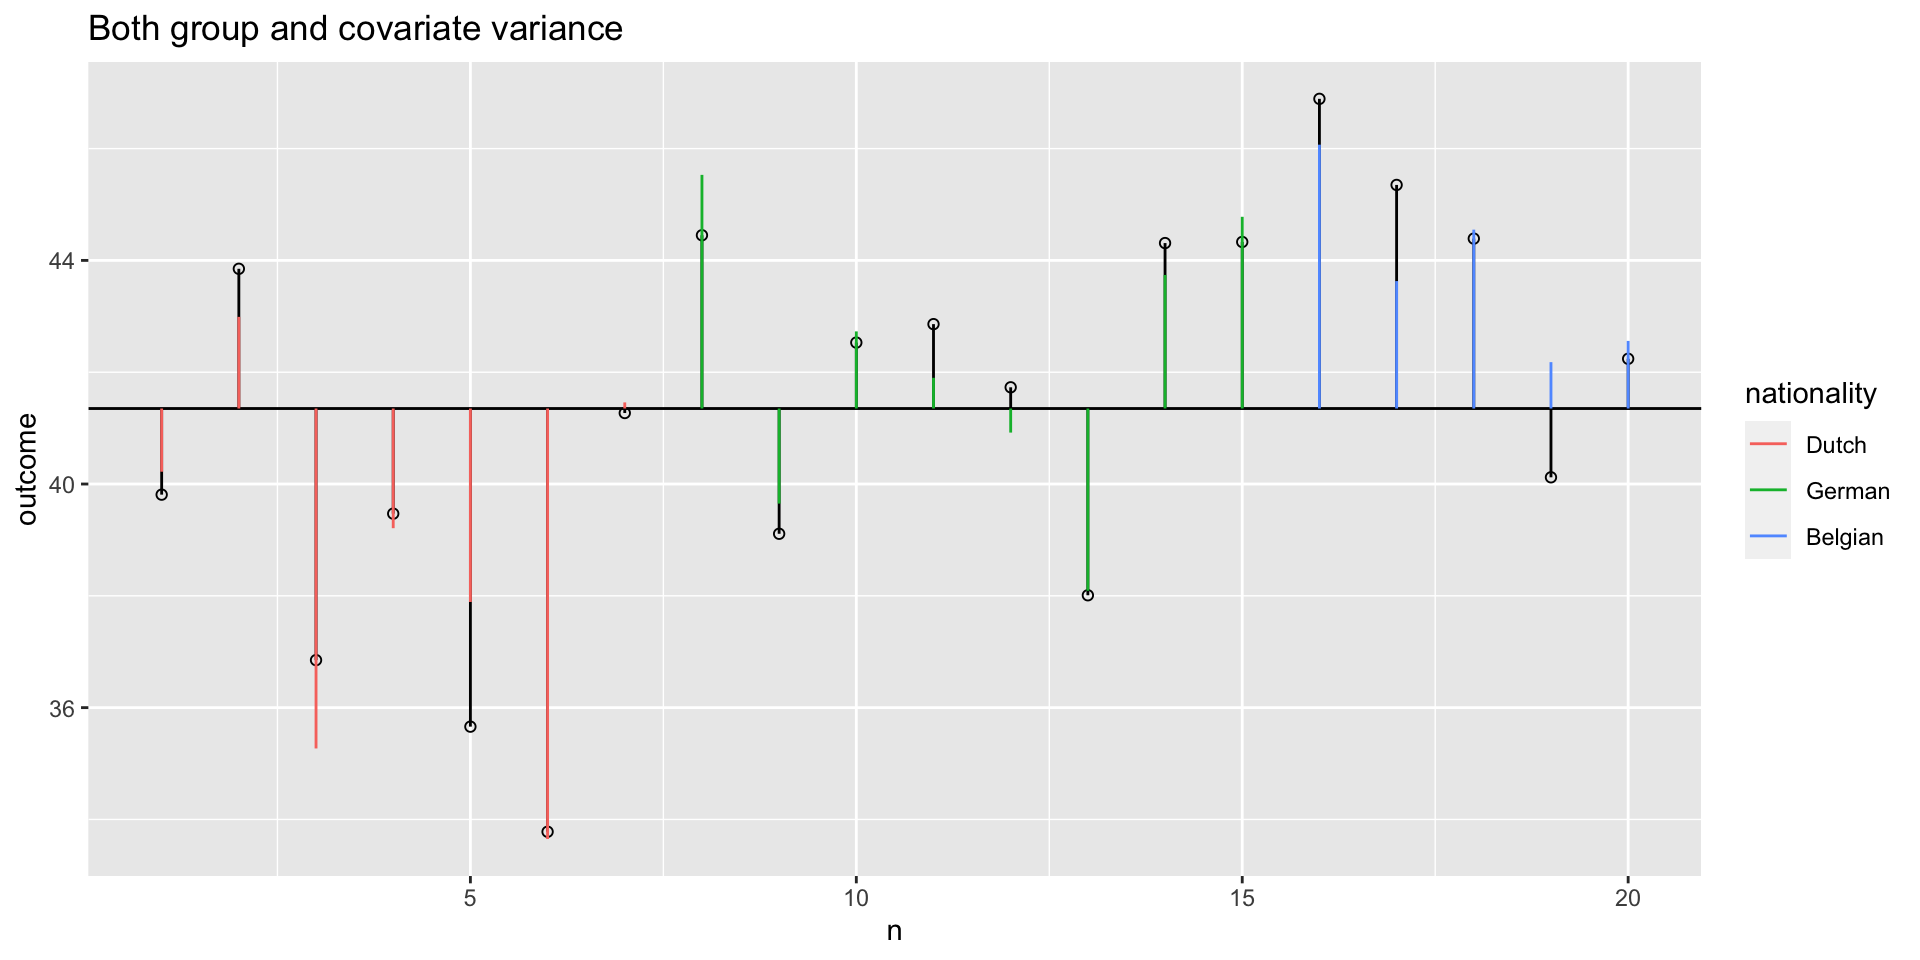 Both group and covariate variance
outcome
44
40
36
5
10
15
20
n
nationality
Dutch
German
Belgian